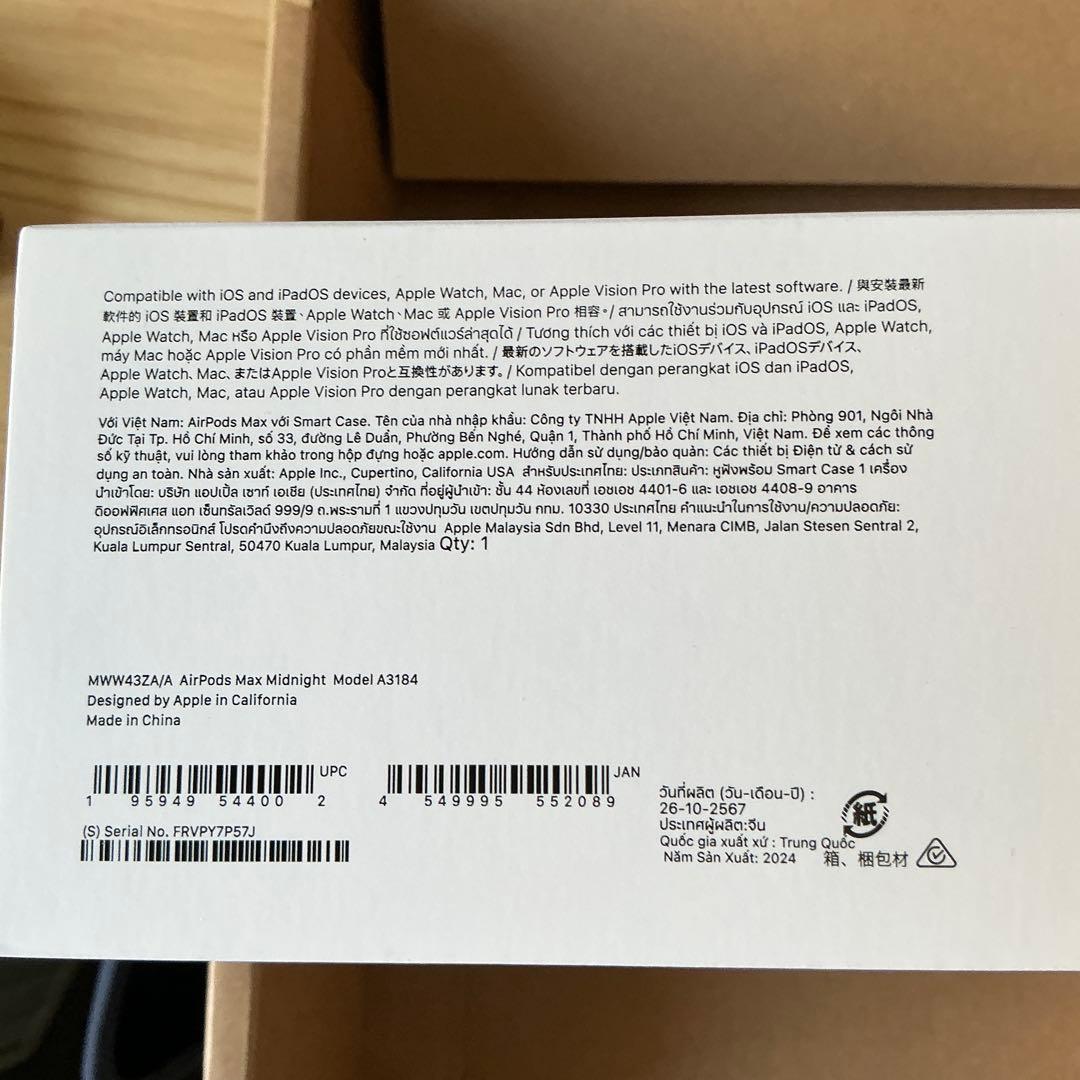 Compatible with iOS and iPadOS devices, Apple Watch, Mac, or Apple Vision Pro with the latest software. / 與安裝最新
軟件的 iOS 裝置和 iPadOS 裝置、Apple Watch、Mac 或 Apple Vision Pro 相容。/ สามารถใช้งานร่วมกับอุปกรณ์ iOS และ iPadOS,
Apple Watch, Mac หรือ Apple Vision Pro ที่ใช้ซอฟต์แวร์ล่าสุดได้ / Tương thích với các thiết bị iOS và iPadOS, Apple Watch,
máy Mac hoặc Apple Vision Pro có phần mềm mới nhất. / 最新のソフトウェアを搭載したiOSデバイス、iPadOSデバイス、
Apple Watch、Mac、またはApple Vision Proと互換性があります。/ Kompatibel dengan perangkat iOS dan iPadOS,
Apple Watch, Mac, atau Apple Vision Pro dengan perangkat lunak terbaru.
Với Việt Nam: AirPods Max với Smart Case. Tên của nhà nhập khẩu: Công ty TNHH Apple Việt Nam. Địa chỉ: Phòng 901, Ngôi Nhà
Đức Tại Tp. Hồ Chí Minh, số 33, đường Lê Duẩn, Phường Bến Nghé, Quận 1, Thành phố Hồ Chí Minh, Việt Nam. Để xem các thông
số kỹ thuật, vui lòng tham khảo trong hộp đựng hoặc apple.com. Hướng dẫn sử dụng/bảo quản: Các thiết bị Điện tử & cách sử
dụng an toàn. Nhà sản xuất: Apple Inc., Cupertino, California USA สำหรับประเทศไทย: ประเภทสินค้า: หูฟังพร้อม Smart Case 1 เครื่อง
นำเข้าโดย: บริษัท แอปเปิ้ล เซาท์ เอเชีย (ประเทศไทย) จำกัด ที่อยู่ผู้นำเข้า: ชั้น 44 ห้องเลขที่ เอชเอช 4401-6 และ เอชเอช 4408-9 อาคาร
ดิออฟฟิศเศส แอท เซ็นทรัลเวิลด์ 999/9 ถ.พระรามที่ 1 แขวงปทุมวัน เขตปทุมวัน กทม. 10330 ประเทศไทย คำแนะนำในการใช้งาน/ความปลอดภัย:
อุปกรณ์อิเล็กทรอนิกส์ โปรดคำนึงถึงความปลอดภัยขณะใช้งาน Apple Malaysia Sdn Bhd, Level 11, Menara CIMB, Jalan Stesen Sentral 2,
Kuala Lumpur Sentral, 50470 Kuala Lumpur, Malaysia Qty: 1
MWW43ZA/A AirPods Max Midnight Model A3184
Designed by Apple in California
Made in China
UPC
1 95949 54400 2
JAN
4 549995 552089
(S) Serial No. FRVPY7P57J
วันที่ผลิต (วัน-เดือน-ปี) :
26-10-2567
ประเทศผู้ผลิต:จีน
Quốc gia xuất xứ : Trung Quốc
Năm Sản Xuất: 2024
紙
箱、梱包材